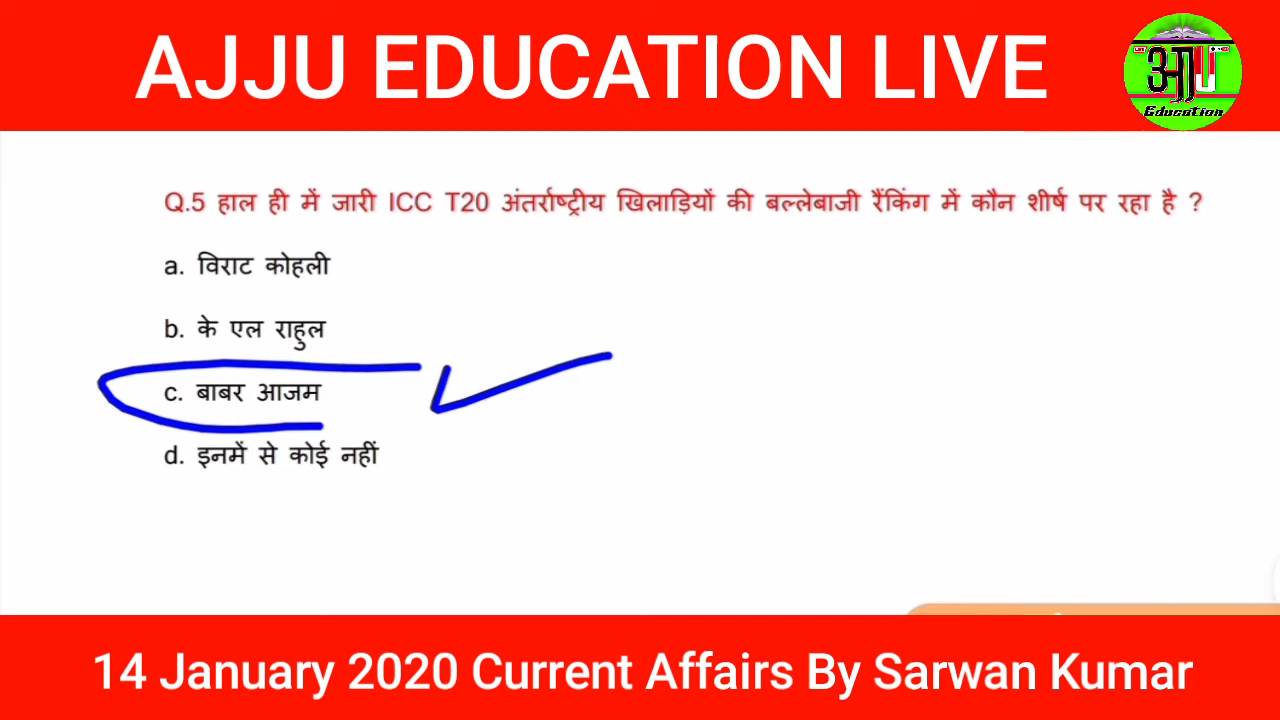 AJJU EDUCATION LIVE
Education
Q.5 हाल ही में जारी ICC T20 अंतर्राष्ट्रीय खिलाड़ियों की बल्लेबाजी रैंकिंग में कौन शीर्ष पर रहा है ?
a. विराट कोहली
b. के एल राहुल
c. बाबर आजम
d. इनमें से कोई नहीं
14 January 2020 Current Affairs By Sarwan Kumar